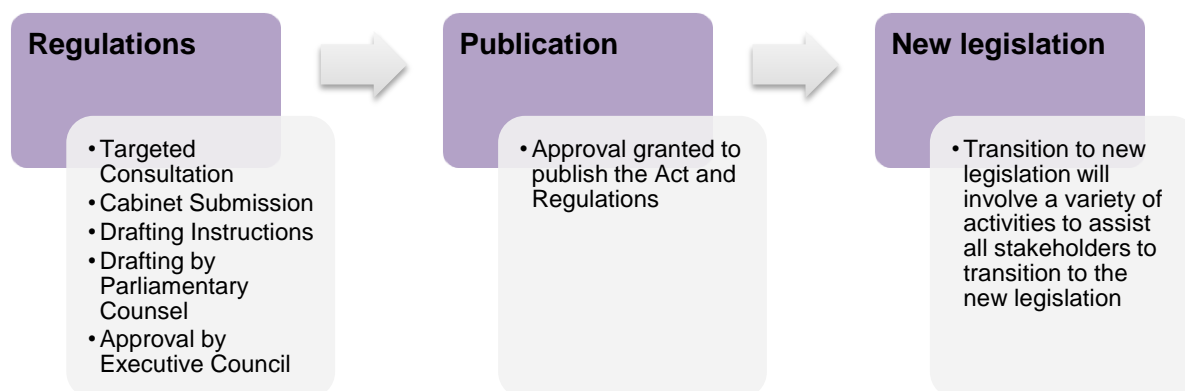 Regulations
• Targeted
Consultation
• Cabinet Submission
• Drafting Instructions
• Drafting by
Parliamentary
Counsel
• Approval by
Executive Council
Publication
• Approval granted to
publish the Act and
Regulations
New legislation
• Transition to new
legislation will
involve a variety of
activities to assist
all stakeholders to
transition to the
new legislation